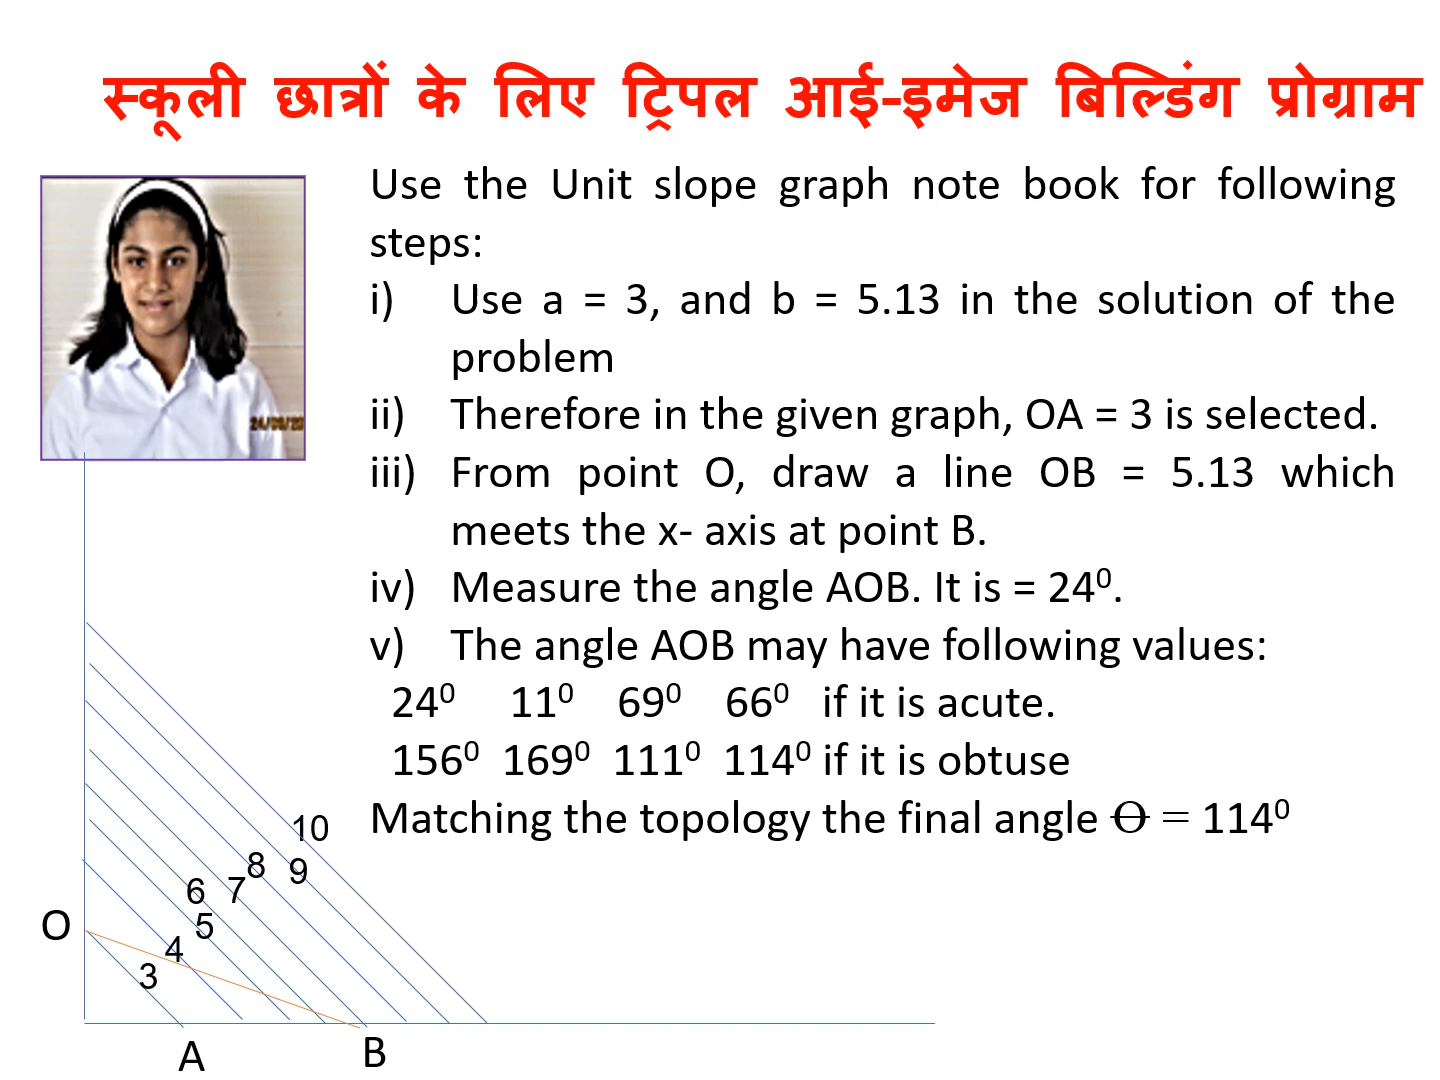 स्कूली छात्रों के लिए ट्रिपल आई-इमेज बिल्डिंग प्रोग्राम
Use the Unit slope graph note book for following
steps:
i) Use a = 3, and b = 5.13 in the solution of the
problem
ii) Therefore in the given graph, OA = 3 is selected.
iii) From point O, draw a line OB = 5.13 which
meets the x- axis at point B.
iv) Measure the angle AOB. It is = 24⁰.
v) The angle AOB may have following values:
24⁰ 11⁰ 69⁰ 66⁰ if it is acute.
156⁰ 169⁰ 111⁰ 114⁰ if it is obtuse
Matching the topology the final angle Ɵ = 114⁰
10
8 9
6 7
5
O
4
3
A B